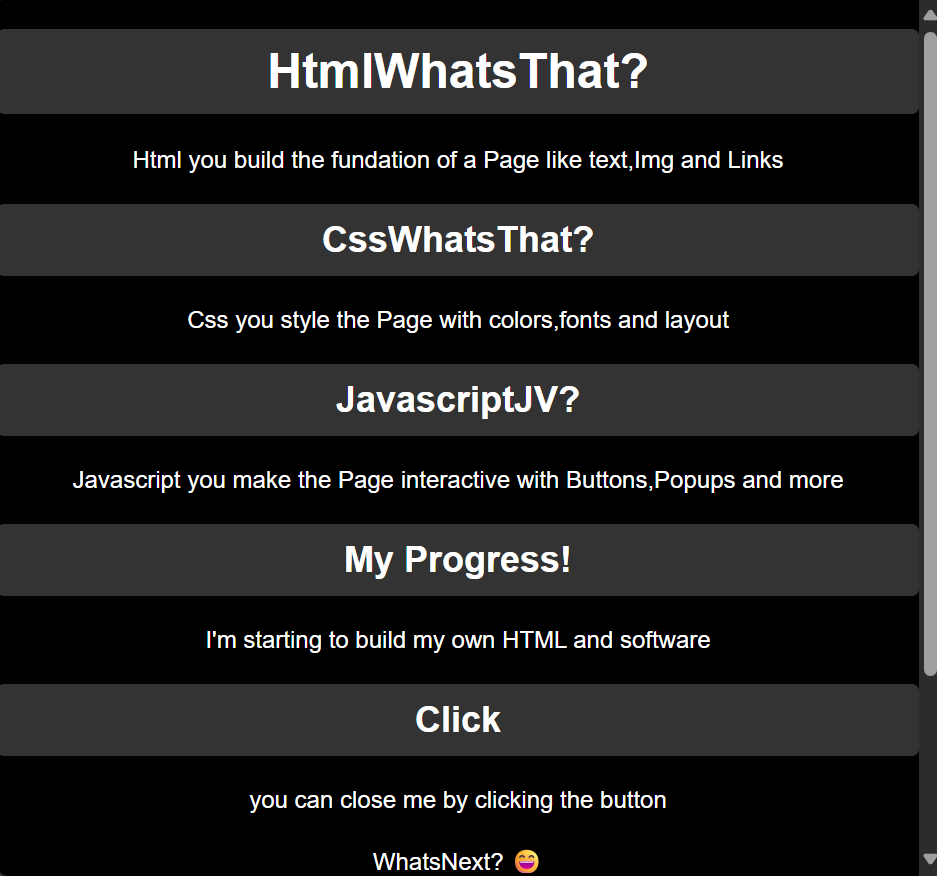 HtmlWhatsThat?
Html you build the fundation of a Page like text,Img and Links
CssWhatsThat?
Css you style the Page with colors,fonts and layout
JavascriptJV?
Javascript you make the Page interactive with Buttons,Popups and more
My Progress!
I'm starting to build my own HTML and software
Click
you can close me by clicking the button
WhatsNext? 😄